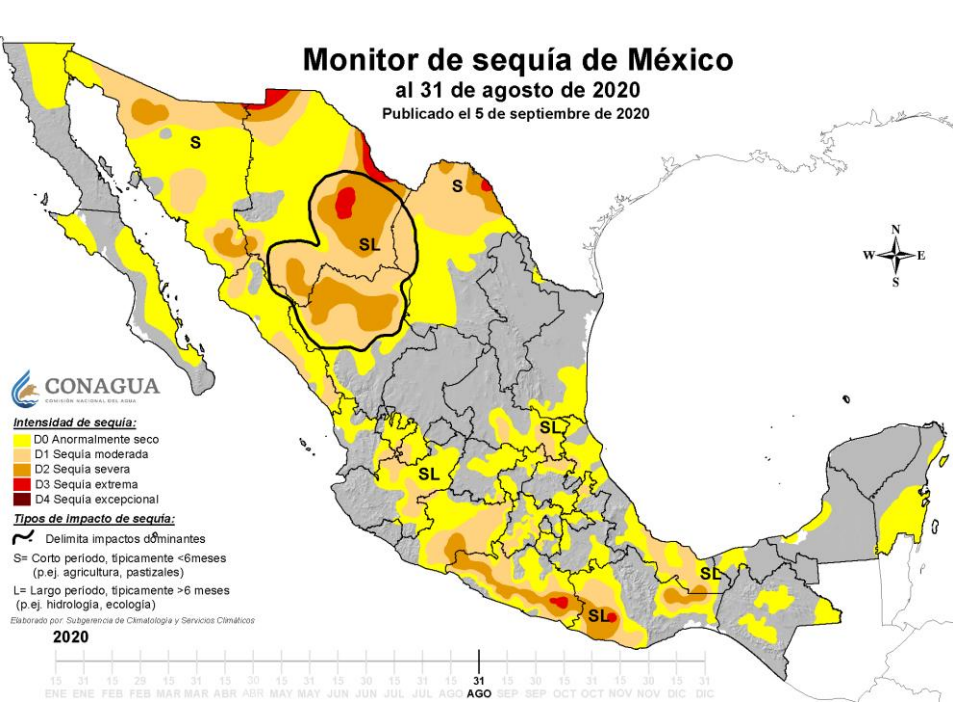 Monitor de sequía de México
al 31 de agosto de 2020
Publicado el 5 de septiembre de 2020
S
S
SL
N
W E
S
CONAGUA
COMISIÓN NACIONAL DEL AGUA
Intensidad de sequía:
D0 Anormalmente seco
D1 Sequía moderada
D2 Sequía severa
D3 Sequía extrema
D4 Sequía excepcional
SL
SL
Tipos de impacto de sequía:
Delimita impactos dominantes
S= Corto período, típicamente <6meses
(p.ej. agricultura, pastizales)
L= Largo período, típicamente >6 meses
(p.ej. hidrología, ecología)
SL
SL
Elaborado por: Subgerencia de Climatología y Servicios Climáticos
2020
15 31 15 29 15 31 15 30 15 31 15 30 15 31 15 31 15 30 15 31 15 30 15 31
ENE ENE FEB FEB MAR MAR ABR ABR MAY MAY JUN JUN JUL JUL AGO AGO SEP SEP OCT OCT NOV NOV DIC DIC